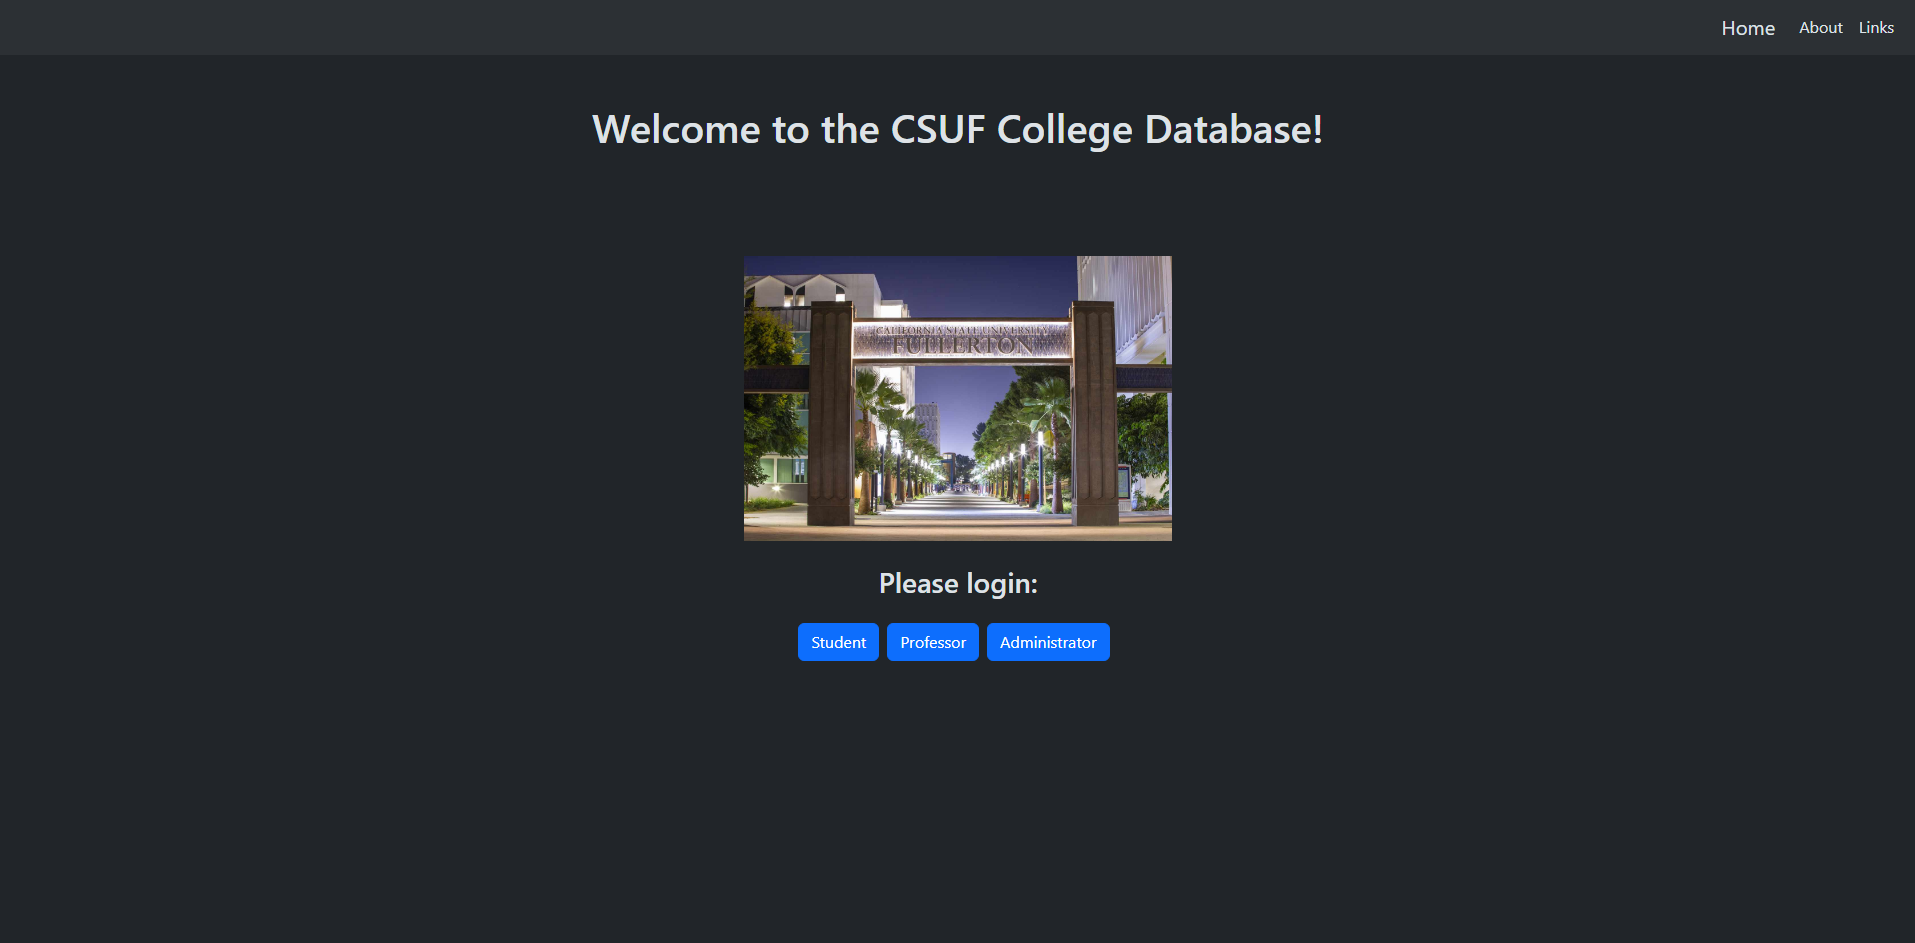 Home About Links
Welcome to the CSUF College Database!
CALIFORNIA STATE UNIVERSITY
FULLERTON
Please login:
Student Professor Administrator